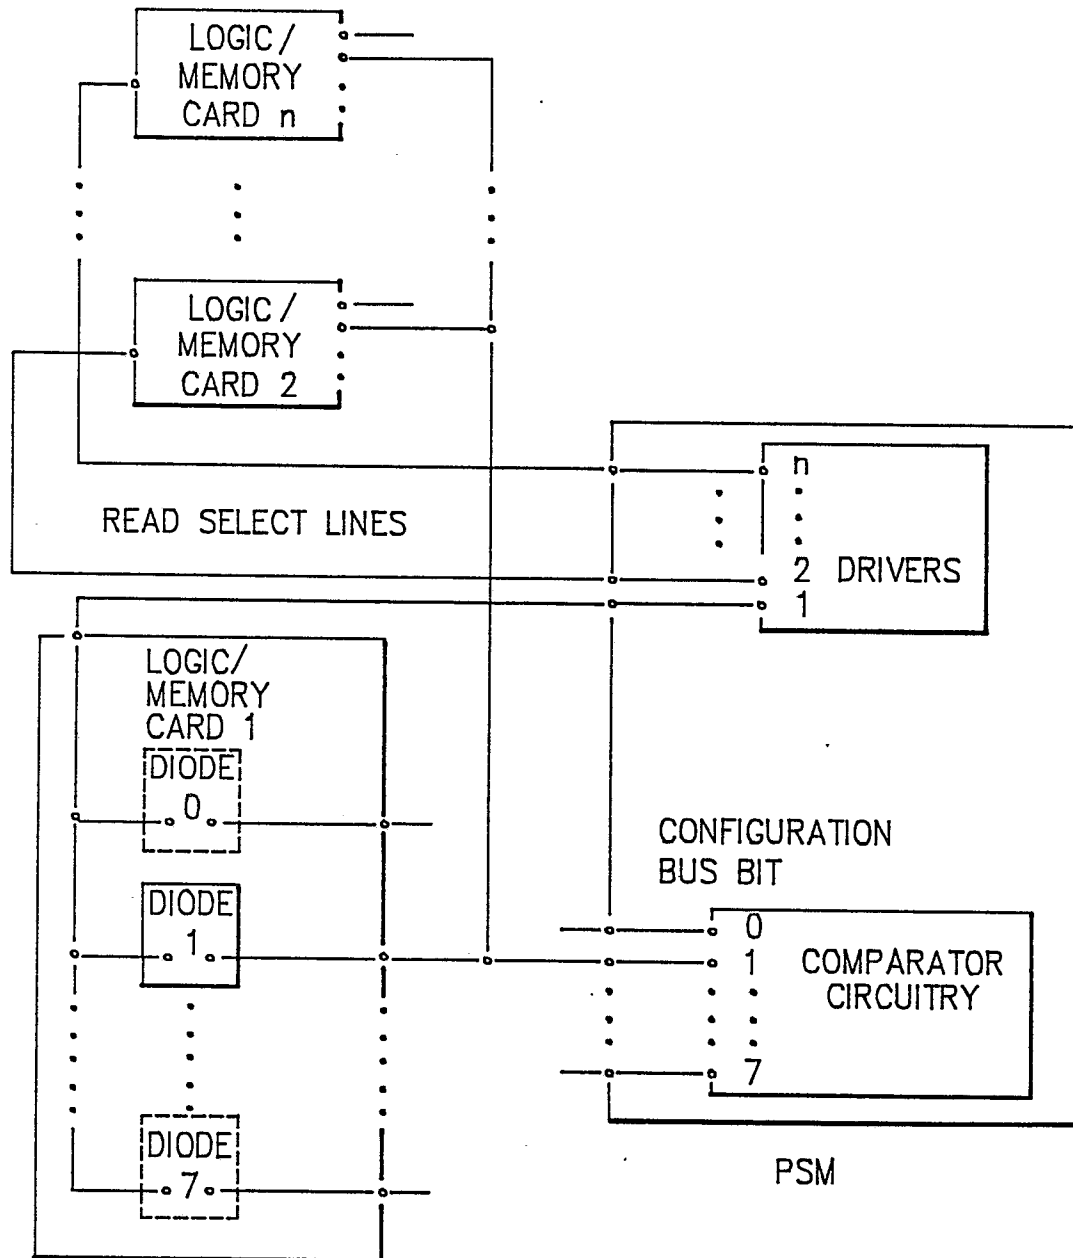 LOGIC/
MEMORY
CARD n
LOGIC/
MEMORY
CARD 2
READ SELECT LINES
n
2 DRIVERS
1
LOGIC/
MEMORY
CARD 1
DIODE
0
DIODE
1
DIODE
7
CONFIGURATION
BUS BIT
0
1
7
COMPARATOR
CIRCUITRY
PSM